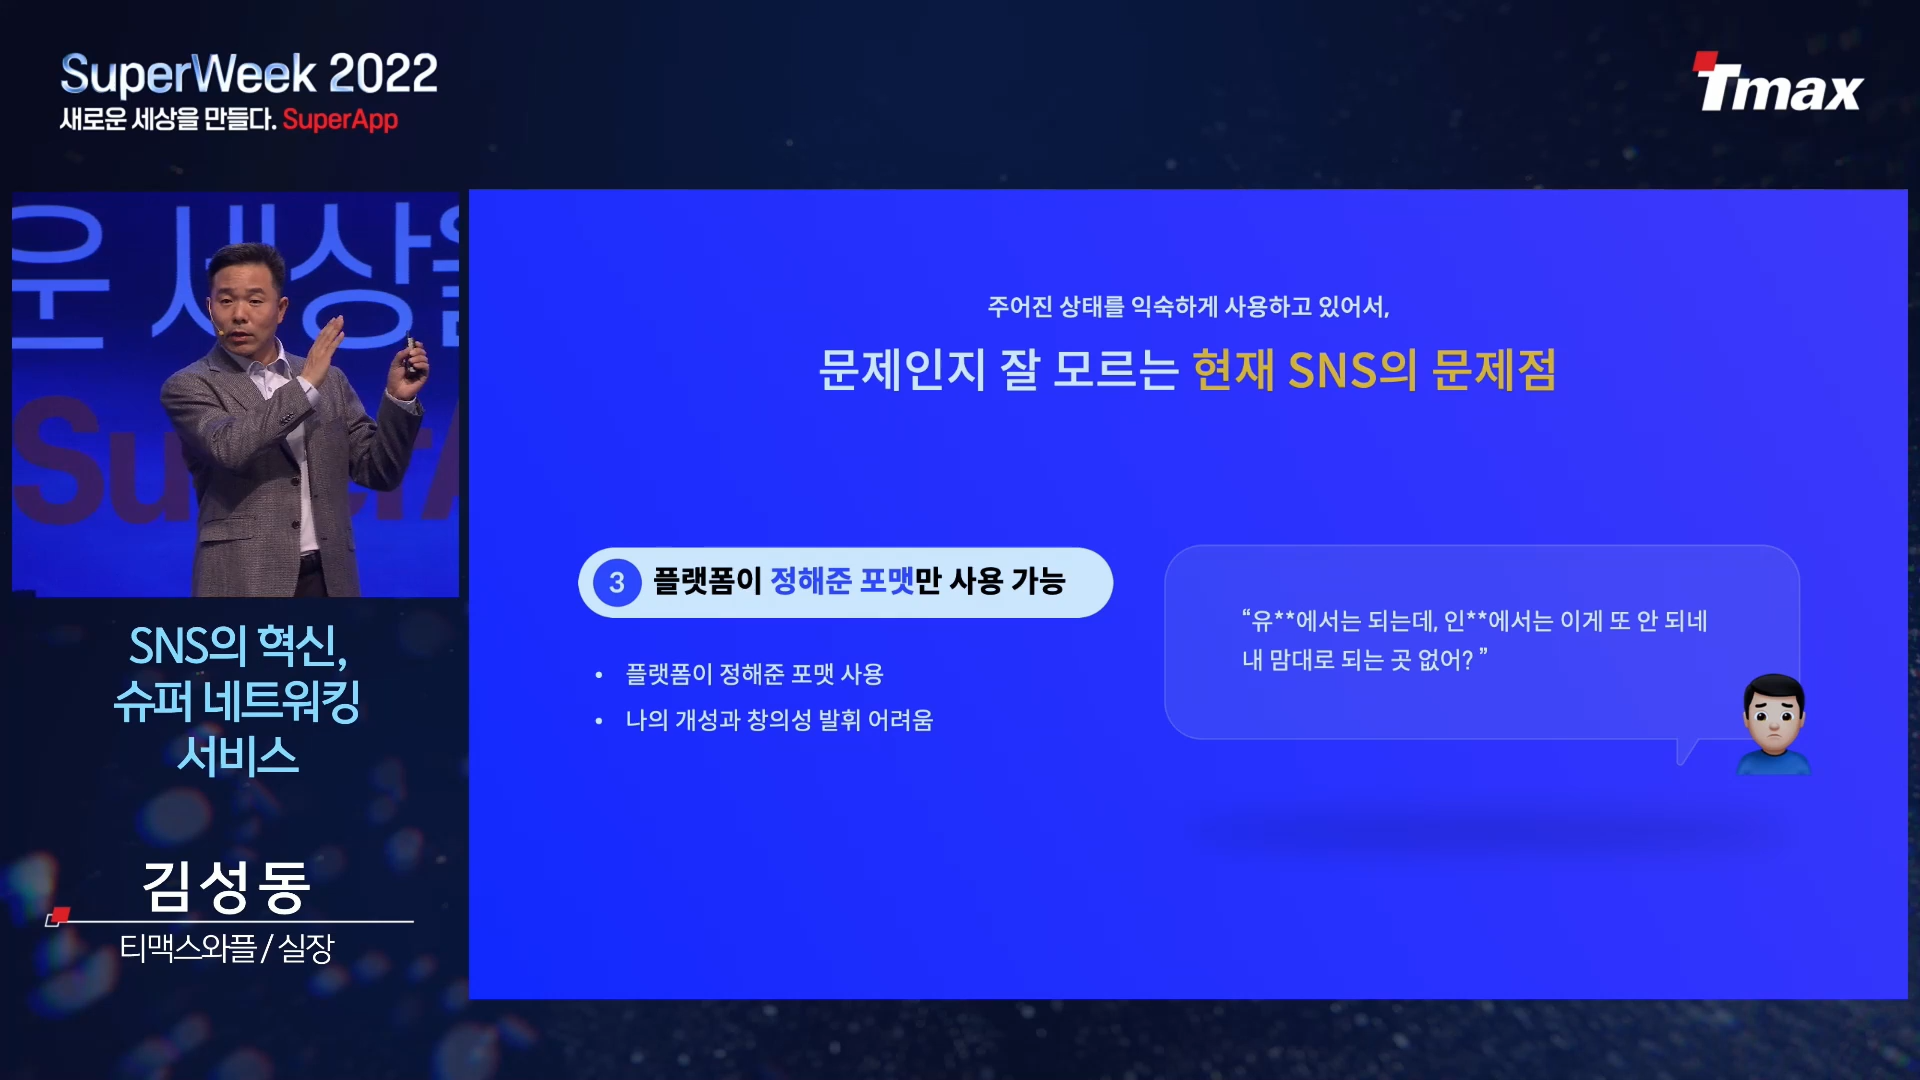 SuperWeek 2022
새로운 세상을 만들다. SuperApp
Tmax
운 세상을
SuperA
SNS의 혁신,
슈퍼 네트워킹
서비스
김성동
티맥스와플 / 실장
주어진 상태를 익숙하게 사용하고 있어서,
문제인지 잘 모르는 현재 SNS의 문제점
3 플랫폼이 정해준 포맷만 사용 가능
• 플랫폼이 정해준 포맷 사용
• 나의 개성과 창의성 발휘 어려움
“유**에서는 되는데, 인**에서는 이게 또 안 되네
내 맘대로 되는 곳 없어? ”